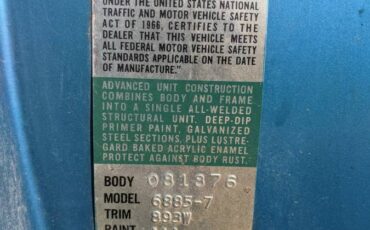 UNDER THE UNITED STATES NATIONAL
TRAFFIC AND MOTOR VEHICLE SAFETY
ACT OF 1966, CERTIFIES TO THE
DEALER THAT THIS VEHICLE MEETS
ALL FEDERAL MOTOR VEHICLE SAFETY
STANDARDS APPLICABLE ON THE DATE
OF MANUFACTURE."
ADVANCED UNIT CONSTRUCTION
COMBINES BODY AND FRAME
INTO A SINGLE ALL-WELDED
STRUCTURAL UNIT. DEEP-DIP
PRIMER PAINT, GALVANIZED
STEEL SECTIONS, PLUS LUSTRE-
GARD BAKED ACRYLIC ENAMEL
PROTECT AGAINST BODY RUST.
BODY 081876
MODEL 6885-7
TRIM 893W
PAINT